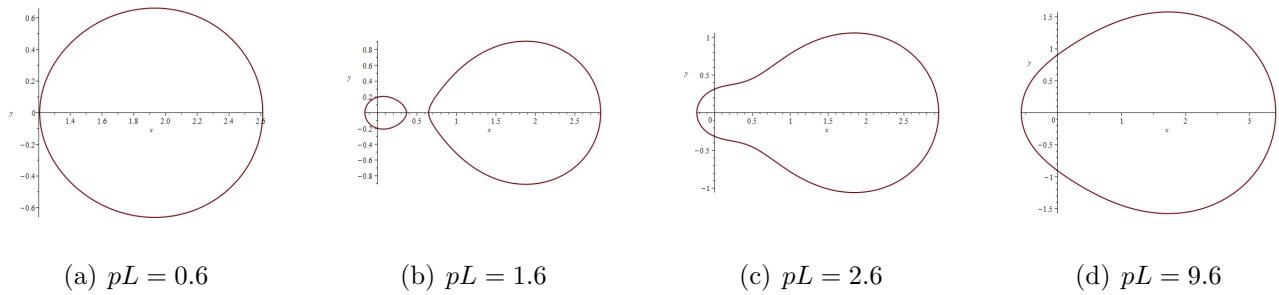 0.6
0.4
0.2
y 0
−0.2
−0.4
−0.6
1.4 1.6 1.8 2.0 2.2 2.4 2.6
x
0.8
0.6
y
0.4
0.2
−0.2
−0.4
−0.6
−0.8
0.5 1 1.5 2 2.5
x
1
y
0.5
0 0.5 1 1.5 2 2.5
x
−0.5
−1
1.5
y 1
0.5
0 1 2 3
x
−0.5
−1
−1.5
(a) pL = 0.6
(b) pL = 1.6
(c) pL = 2.6
(d) pL = 9.6